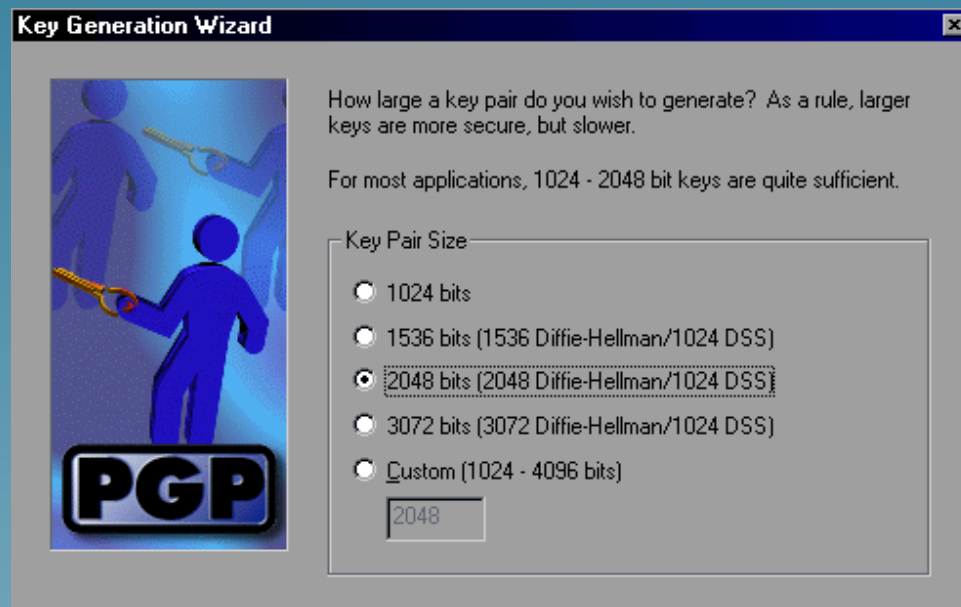 Key Generation Wizard
How large a key pair do you wish to generate? As a rule, larger
keys are more secure, but slower.
For most applications, 1024 - 2048 bit keys are quite sufficient.
Key Pair Size
1024 bits
1536 bits (1536 Diffie-Hellman/1024 DSS)
2048 bits (2048 Diffie-Hellman/1024 DSS)
3072 bits (3072 Diffie-Hellman/1024 DSS)
Custom (1024 - 4096 bits)
2048
PGP